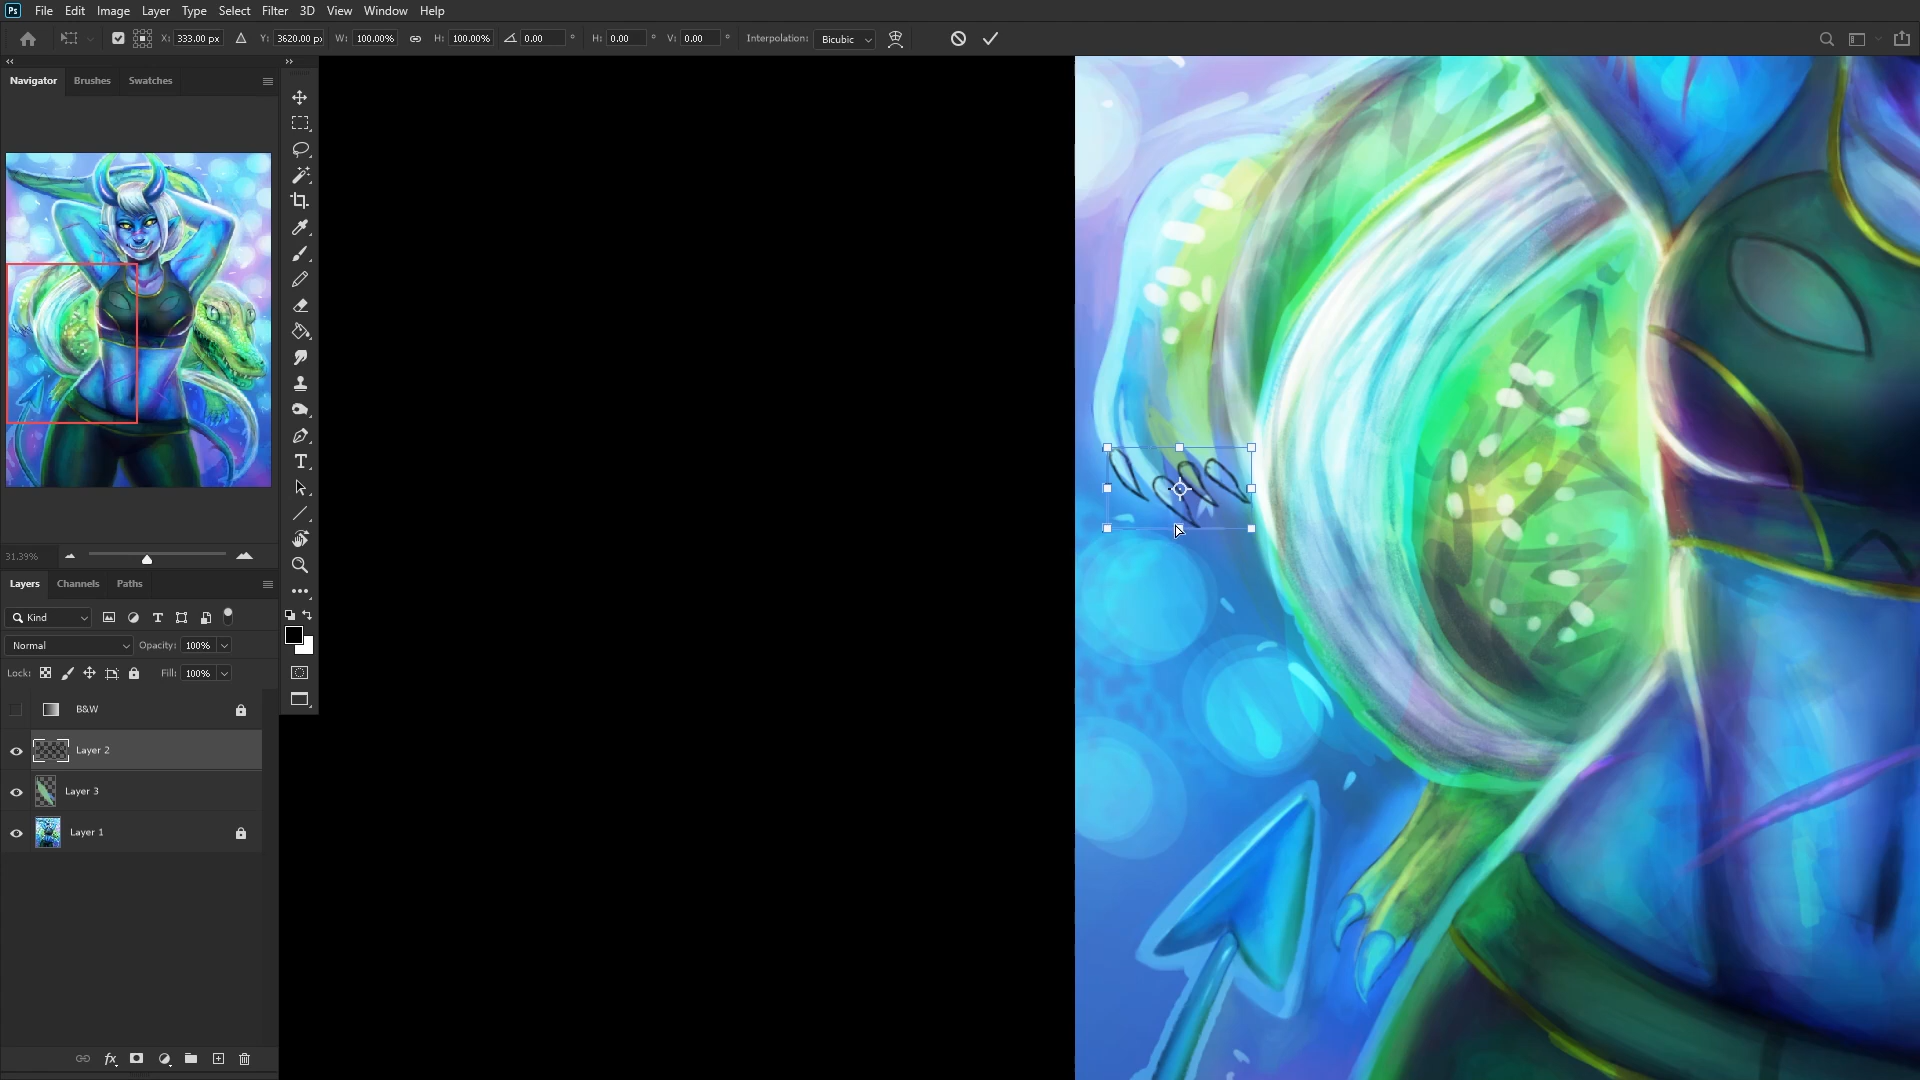 Ps File Edit Image Layer Type Select Filter 3D View Window Help
X: 333.00 px Y: 3620.00 px W: 100.00% H: 100.00% 0.00 ° H: 0.00 ° V: 0.00 ° Interpolation: Bicubic
Navigator Brushes Swatches
31.39%
Layers Channels Paths
Kind
Normal Opacity: 100%
Lock: Fill: 100%
B&W
Layer 2
Layer 3
Layer 1
fx